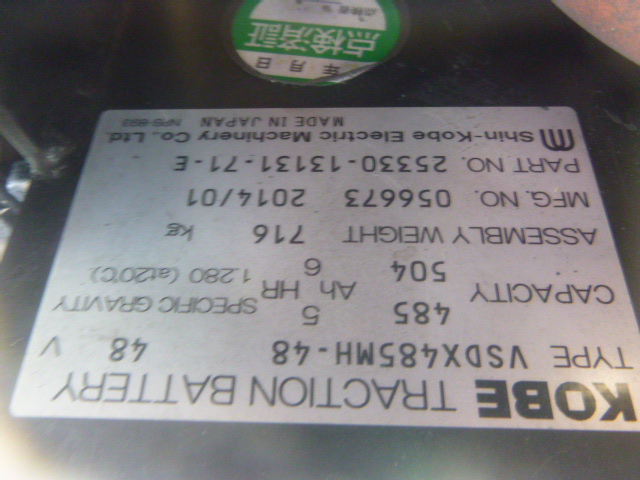 KOBE TRACTION BATTERY
TYPE VSDX485MH-48 48 V
CAPACITY 485 Ah 5 HR SPECIFIC GRAVITY
504 6 1.280 (at20℃)
ASSEMBLY WEIGHT 716 kg
MFG. NO. 056673 2014/01
PART NO. 25330-13131-71-E
Shin-Kobe Electric Machinery Co., Ltd.
MADE IN JAPAN NPS-893
年 月 日
点検済証